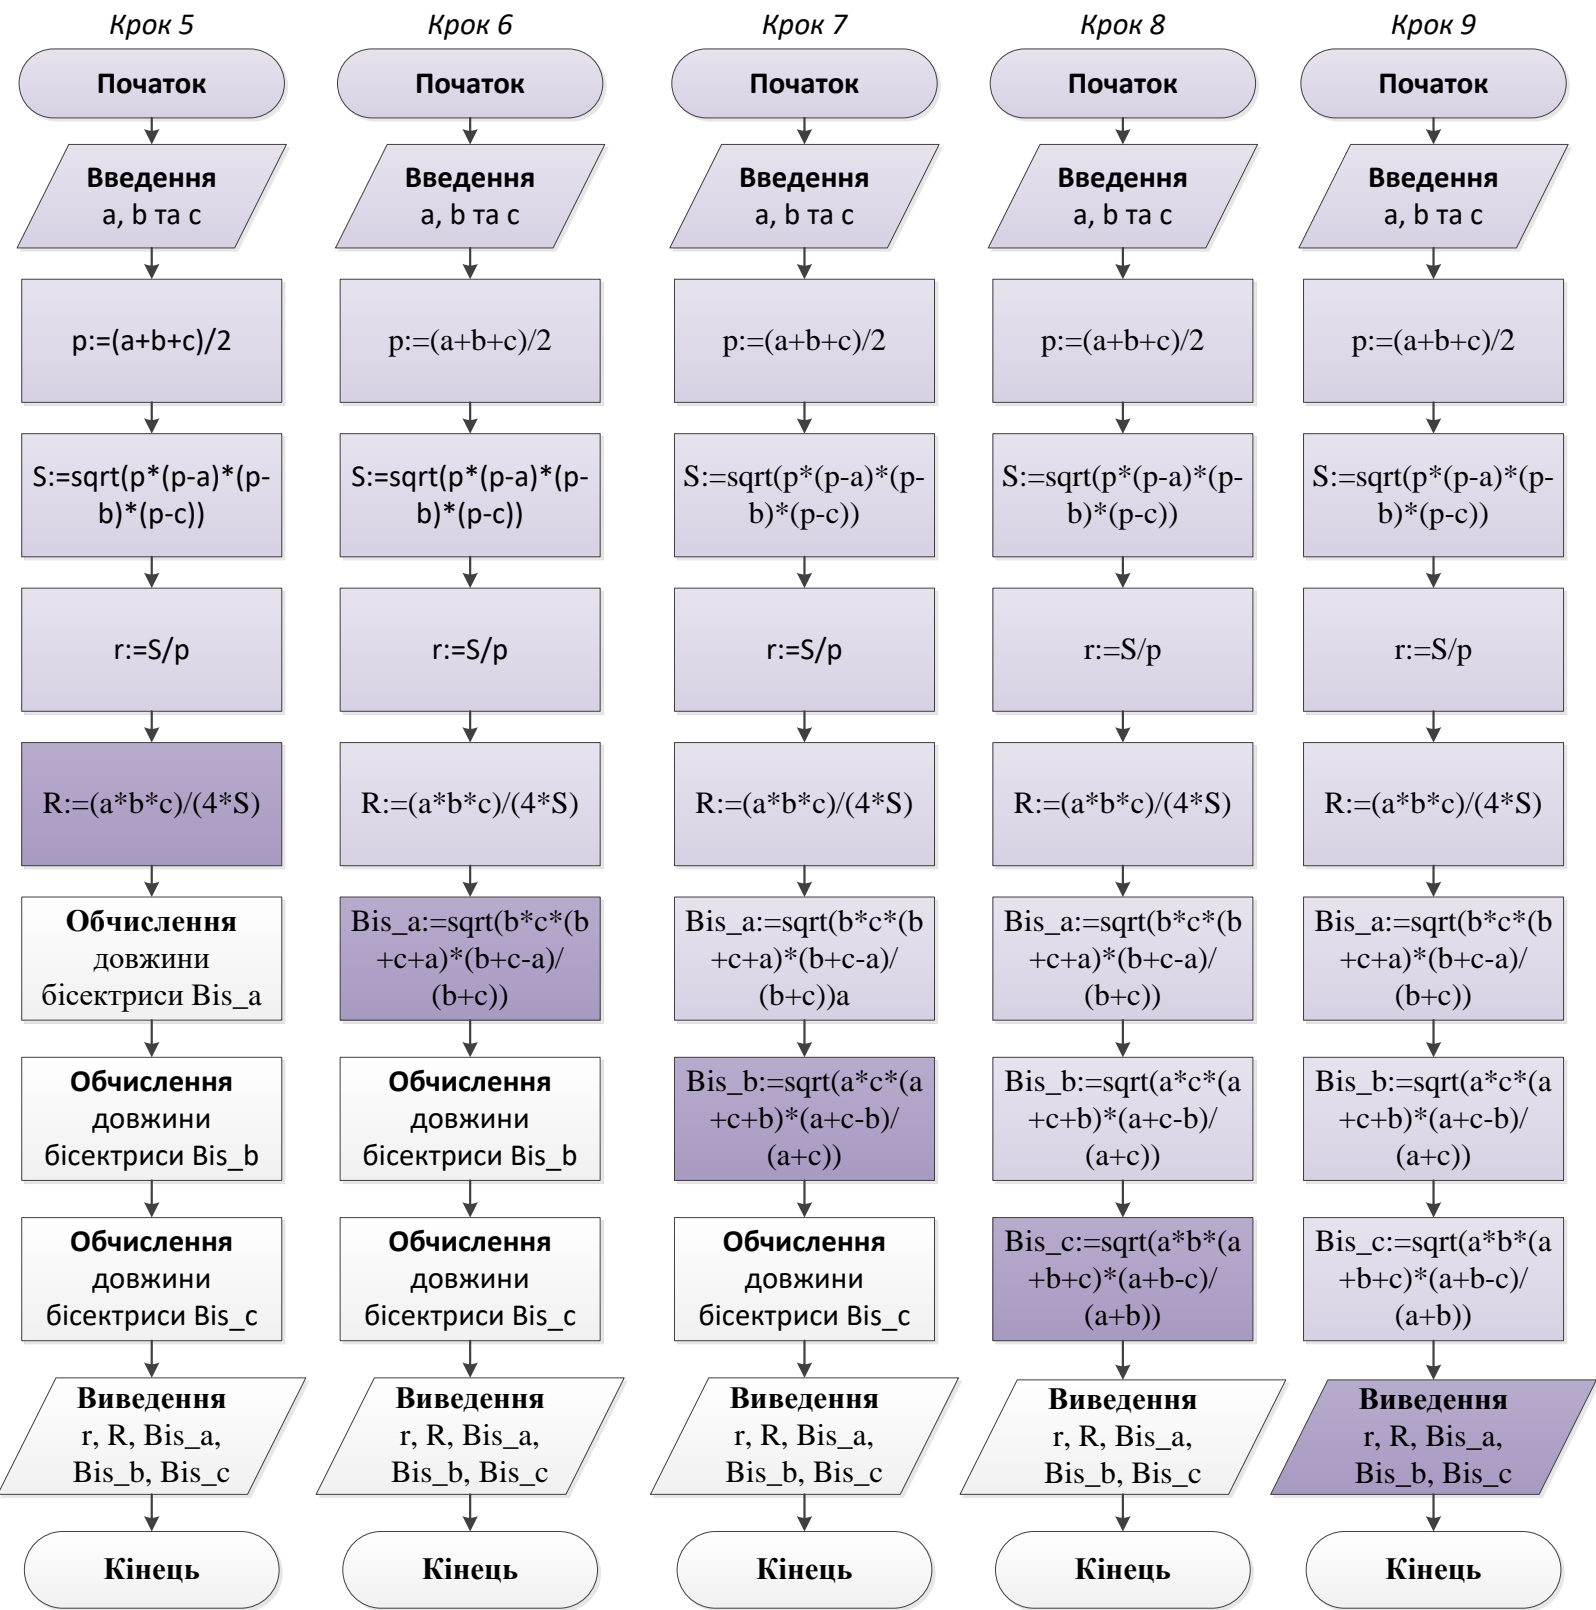 Крок 5
Початок
Введення
a, b та c
p:=(a+b+c)/2
S:=sqrt(p*(p-a)*(p-
b)*(p-c))
r:=S/p
R:=(a*b*c)/(4*S)
Обчислення
довжини
бісектриси Bis_a
Обчислення
довжини
бісектриси Bis_b
Обчислення
довжини
бісектриси Bis_c
Виведення
r, R, Bis_a,
Bis_b, Bis_c
Кінець
Крок 6
Початок
Введення
a, b та c
p:=(a+b+c)/2
S:=sqrt(p*(p-a)*(p-
b)*(p-c))
r:=S/p
R:=(a*b*c)/(4*S)
Bis_a:=sqrt(b*c*(b
+c+a)*(b+c-a)/
(b+c))
Обчислення
довжини
бісектриси Bis_b
Обчислення
довжини
бісектриси Bis_c
Виведення
r, R, Bis_a,
Bis_b, Bis_c
Кінець
Крок 7
Початок
Введення
a, b та c
p:=(a+b+c)/2
S:=sqrt(p*(p-a)*(p-
b)*(p-c))
r:=S/p
R:=(a*b*c)/(4*S)
Bis_a:=sqrt(b*c*(b
+c+a)*(b+c-a)/
(b+c))a
Bis_b:=sqrt(a*c*(a
+c+b)*(a+c-b)/
(a+c))
Обчислення
довжини
бісектриси Bis_c
Виведення
r, R, Bis_a,
Bis_b, Bis_c
Кінець
Крок 8
Початок
Введення
a, b та c
p:=(a+b+c)/2
S:=sqrt(p*(p-a)*(p-
b)*(p-c))
r:=S/p
R:=(a*b*c)/(4*S)
Bis_a:=sqrt(b*c*(b
+c+a)*(b+c-a)/
(b+c))
Bis_b:=sqrt(a*c*(a
+c+b)*(a+c-b)/
(a+c))
Bis_c:=sqrt(a*b*(a
+b+c)*(a+b-c)/
(a+b))
Виведення
r, R, Bis_a,
Bis_b, Bis_c
Кінець
Крок 9
Початок
Введення
a, b та c
p:=(a+b+c)/2
S:=sqrt(p*(p-a)*(p-
b)*(p-c))
r:=S/p
R:=(a*b*c)/(4*S)
Bis_a:=sqrt(b*c*(b
+c+a)*(b+c-a)/
(b+c))
Bis_b:=sqrt(a*c*(a
+c+b)*(a+c-b)/
(a+c))
Bis_c:=sqrt(a*b*(a
+b+c)*(a+b-c)/
(a+b))
Виведення
r, R, Bis_a,
Bis_b, Bis_c
Кінець